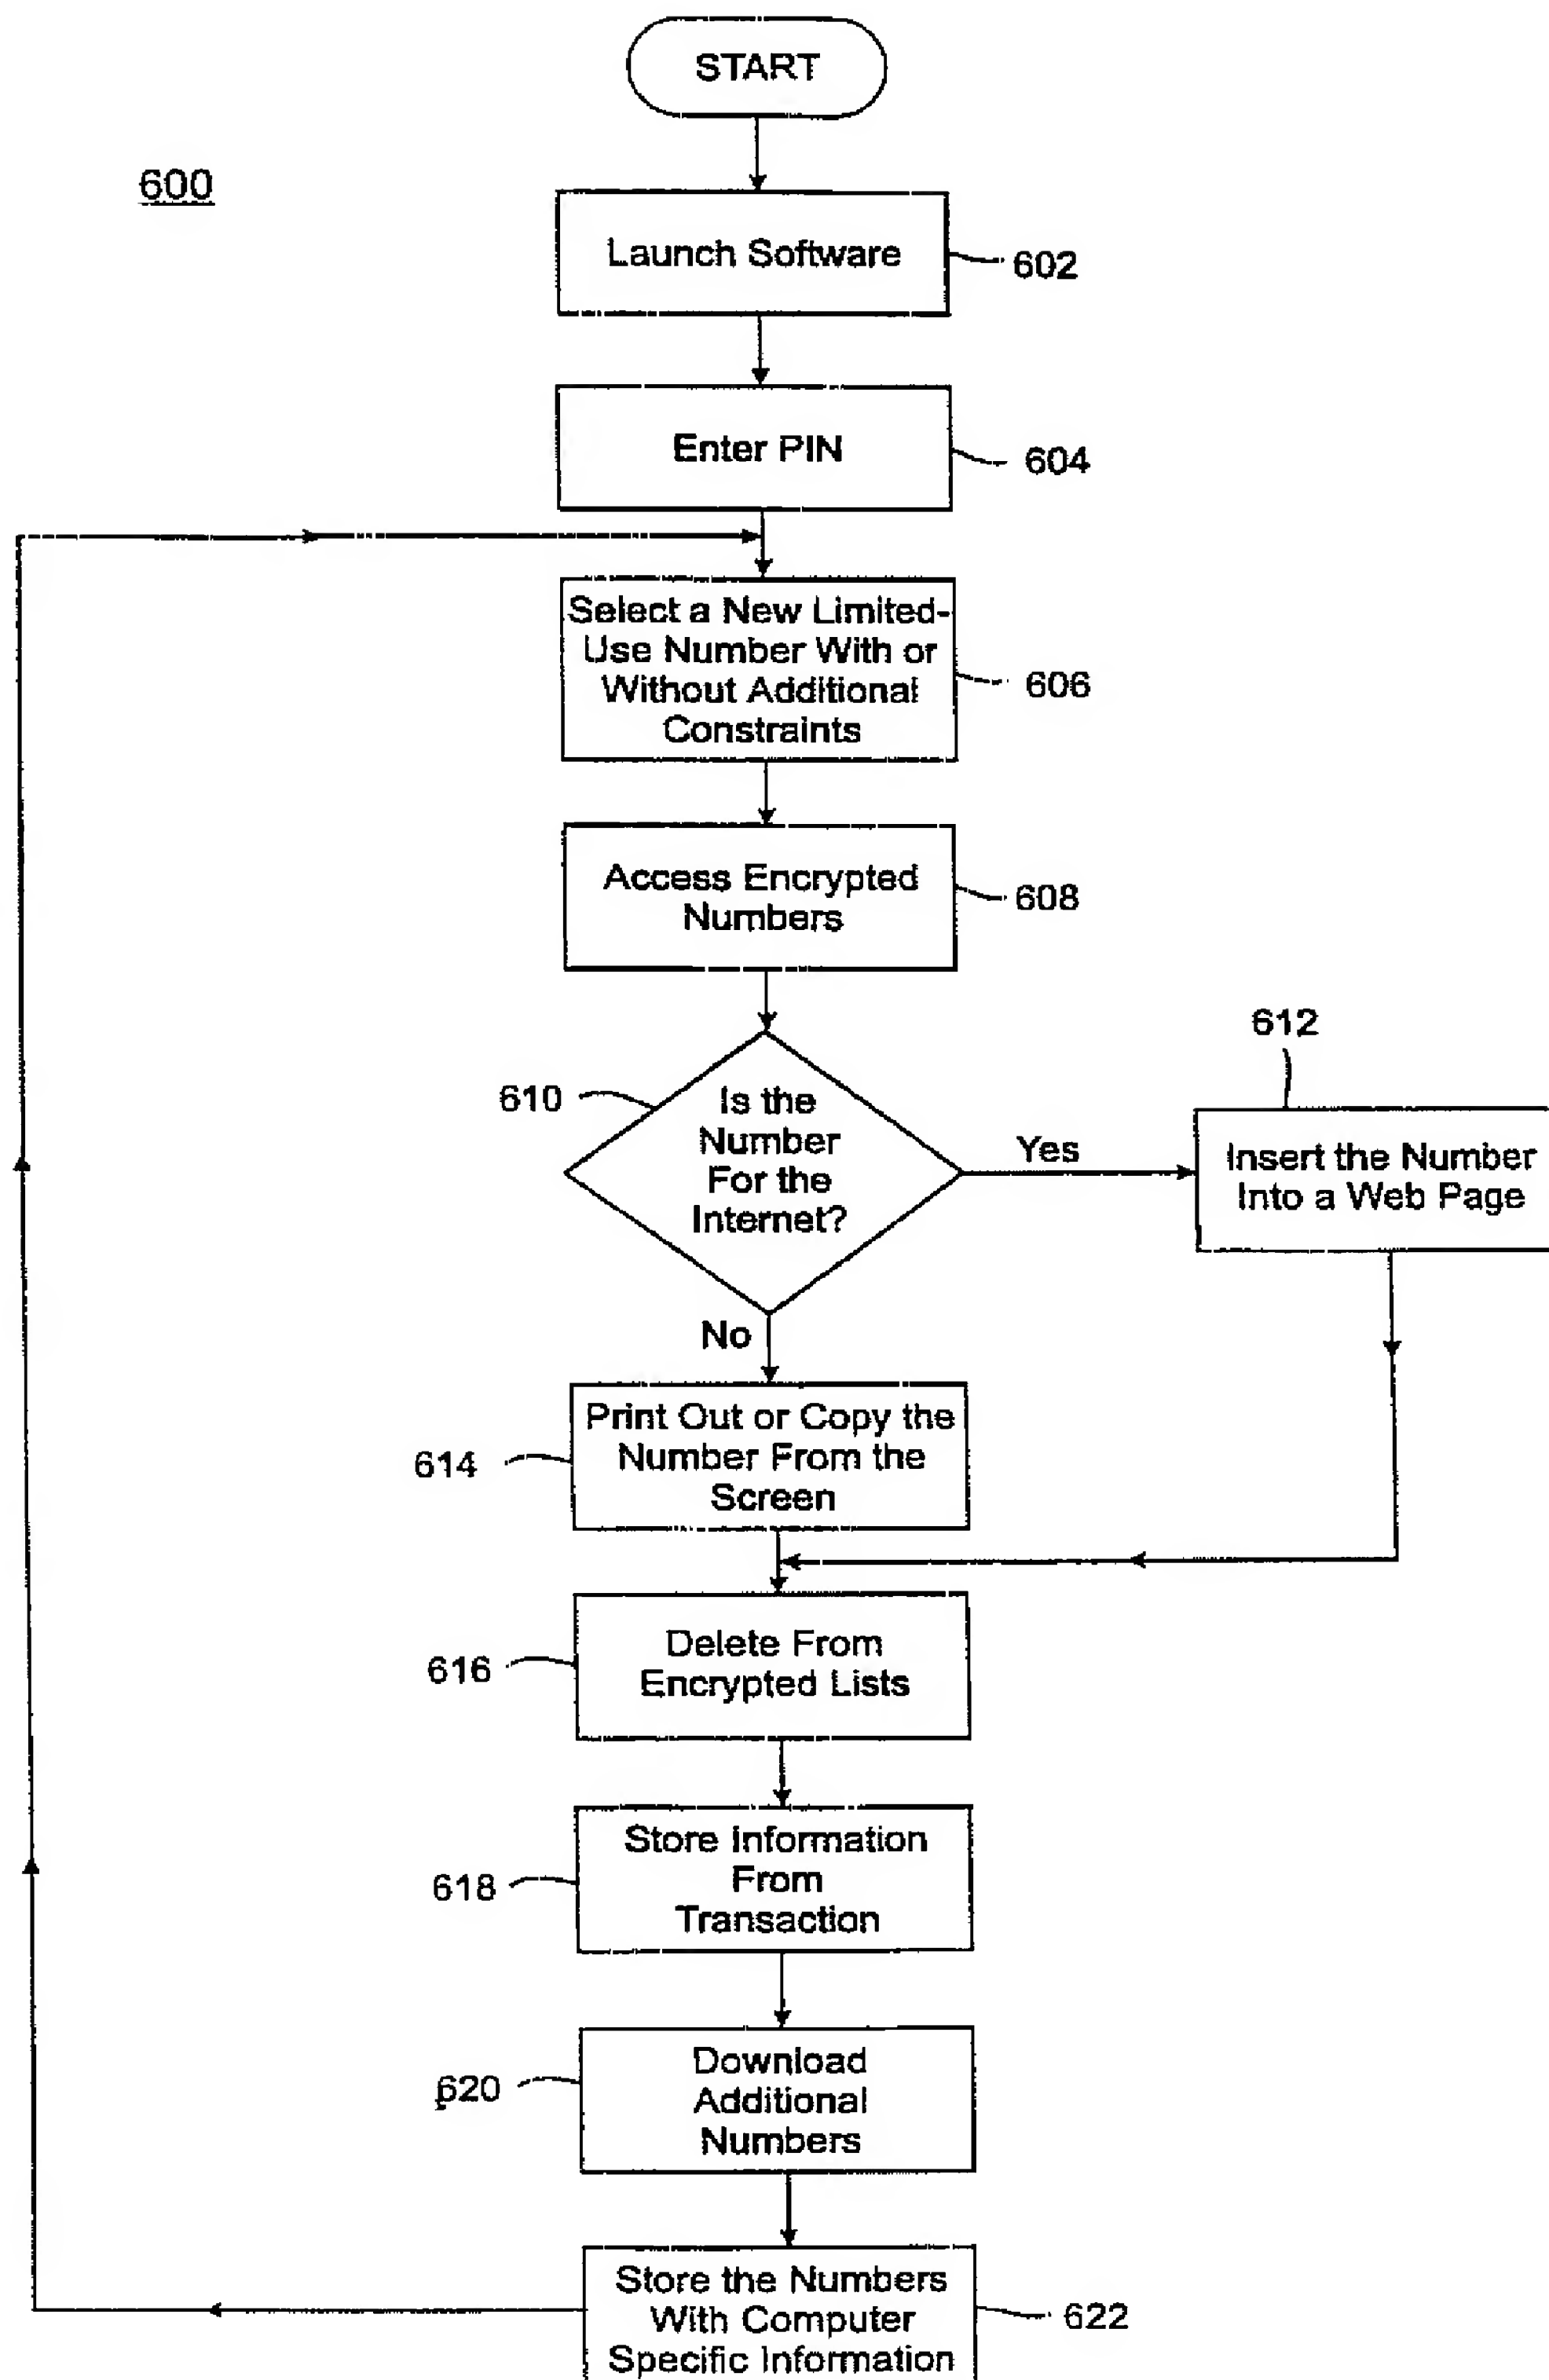 START
600
Launch Software
602
Enter PIN
604
Select a New Limited-
Use Number With or
Without Additional
Constraints
606
Access Encrypted
Numbers
608
612
610
Is the
Number
For the
Internet?
Yes
Insert the Number
Into a Web Page
No
Print Out or Copy the
Number From the
Screen
614
Delete From
Encrypted Lists
616
Store Information
From
Transaction
618
Download
Additional
Numbers
620
Store the Numbers
With Computer
Specific Information
622